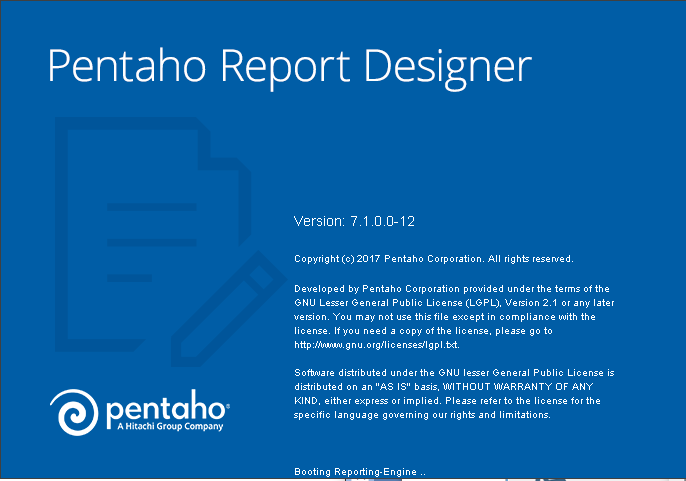 Pentaho Report Designer
Version: 7.1.0.0-12
Copyright (c) 2017 Pentaho Corporation. All rights reserved.
Developed by Pentaho Corporation provided under the terms of the
GNU Lesser General Public License (LGPL), Version 2.1 or any later
version. You may not use this file except in compliance with the
license. If you need a copy of the license, please go to
http://www.gnu.org/licenses/lgpl.txt.
Software distributed under the GNU lesser General Public License is
distributed on an "AS IS" basis, WITHOUT WARRANTY OF ANY
KIND, either express or implied. Please refer to the license for the
specific language governing our rights and limitations.
pentaho®
A Hitachi Group Company
Booting Reporting-Engine ..